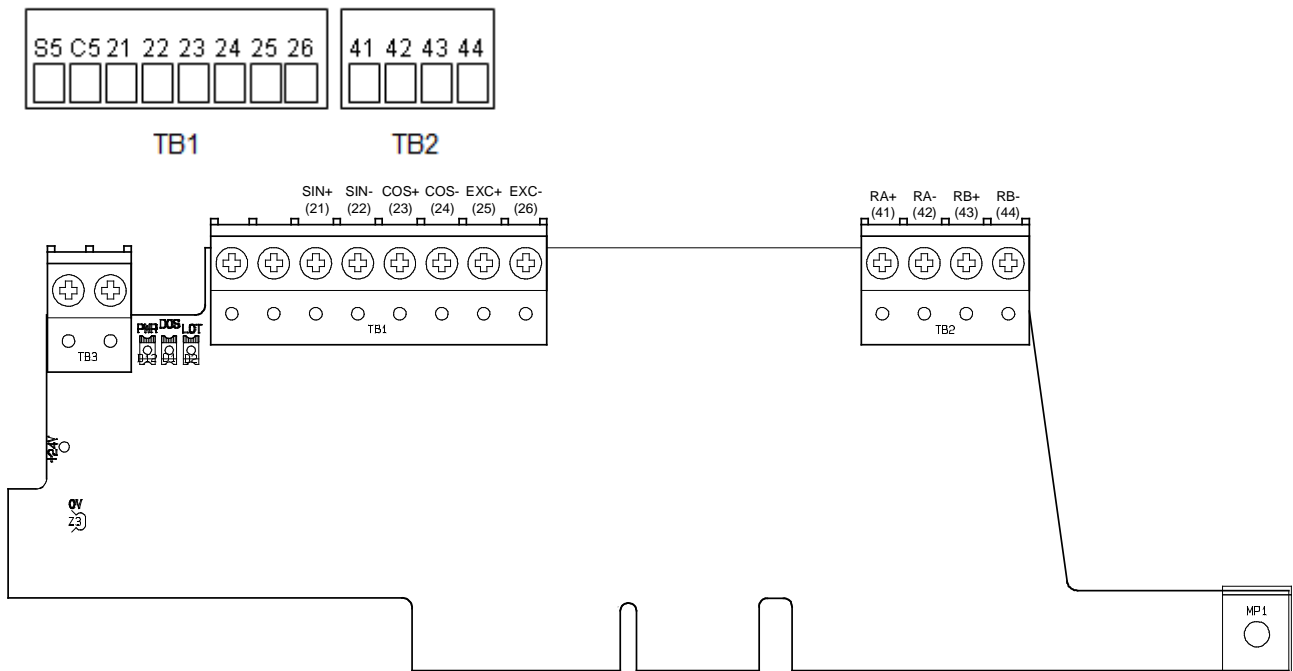 S5 C5 21 22 23 24 25 26
41 42 43 44
TB1
TB2
SIN+ SIN- COS+ COS- EXC+ EXC-
(21) (22) (23) (24) (25) (26)
RA+ RA- RB+ RB-
(41) (42) (43) (44)
TB1
TB2
PWR DOS LOT
TB3
+24V
0V
Z3
MP1